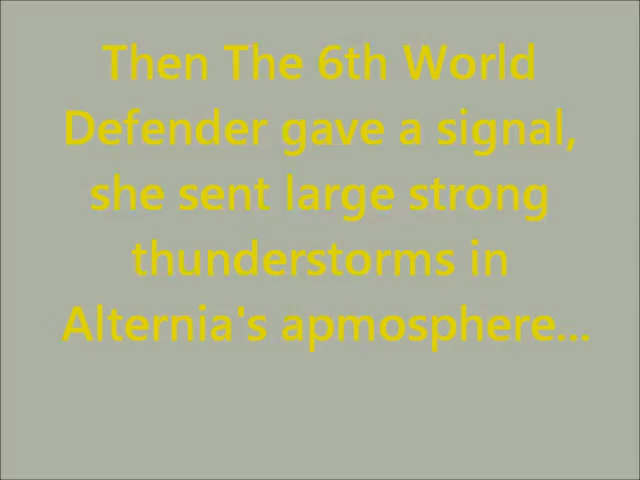 Then The 6th World
Defender gave a signal,
she sent large strong
thunderstorms in
Alternia's apmosphere...